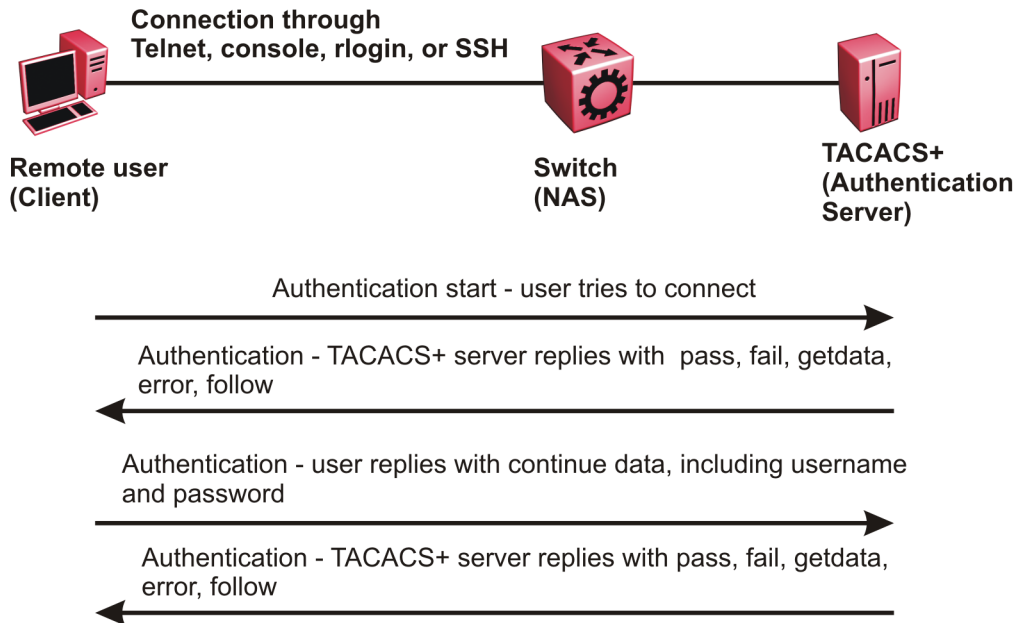 Connection through
Telnet, console, rlogin, or SSH
Remote user
(Client)
Switch
(NAS)
TACACS+
(Authentication
Server)
Authentication start - user tries to connect
Authentication - TACACS+ server replies with  pass, fail, getdata,
error, follow
Authentication - user replies with continue data, including username
and password
Authentication - TACACS+ server replies with pass, fail, getdata,
error, follow